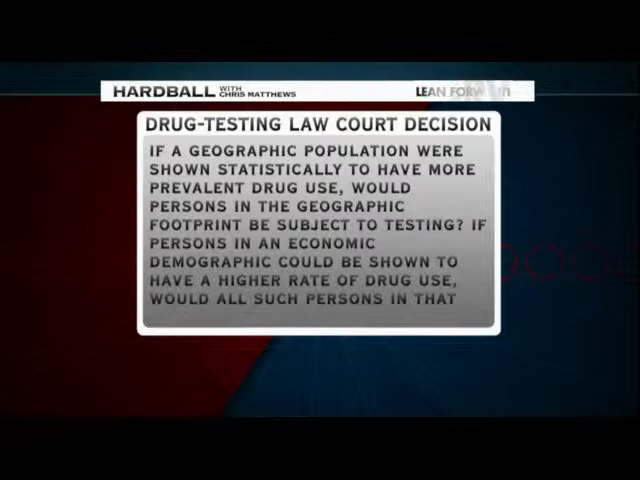 HARDBALL WITH CHRIS MATTHEWS
LEAN FOR
DRUG-TESTING LAW COURT DECISION
IF A GEOGRAPHIC POPULATION WERE
SHOWN STATISTICALLY TO HAVE MORE
PREVALENT DRUG USE, WOULD
PERSONS IN THE GEOGRAPHIC
FOOTPRINT BE SUBJECT TO TESTING? IF
PERSONS IN AN ECONOMIC
DEMOGRAPHIC COULD BE SHOWN TO
HAVE A HIGHER RATE OF DRUG USE,
WOULD ALL SUCH PERSONS IN THAT